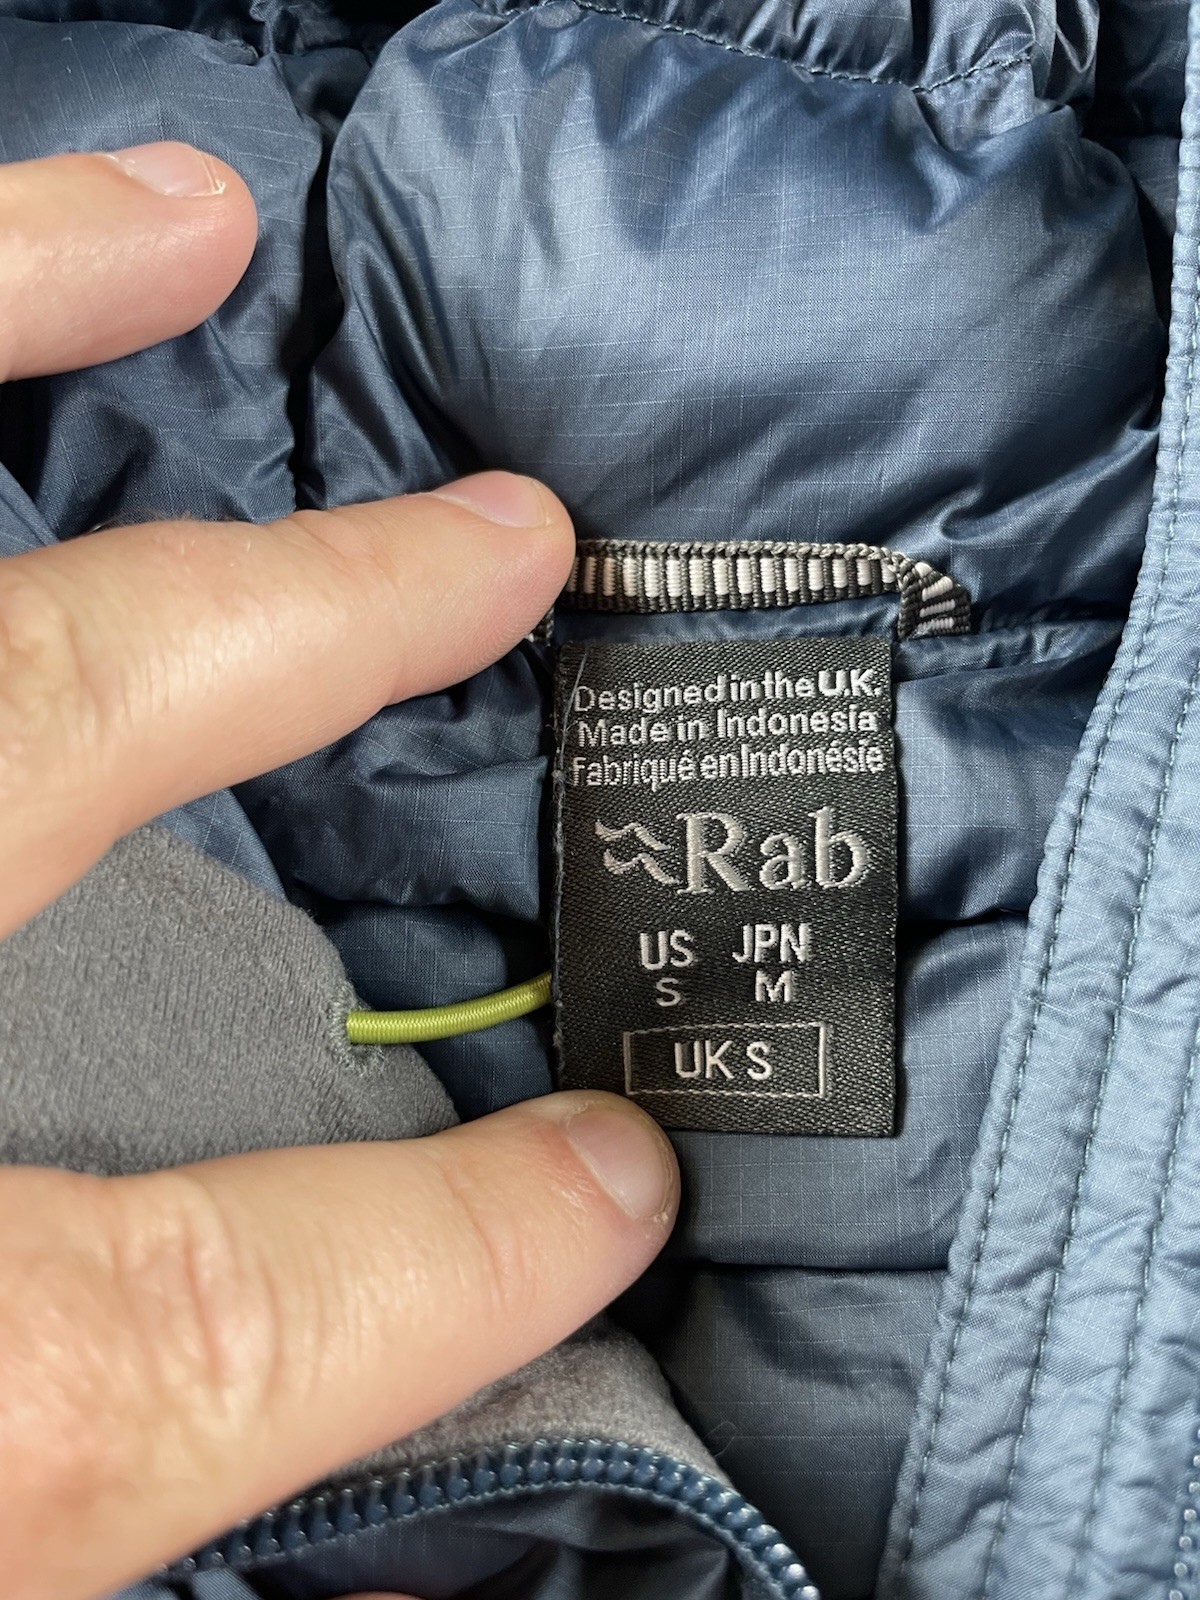 Designed in the U.K.
Made in Indonesia
Fabriqué en Indonésie
Rab
US JPN
S M
UK S